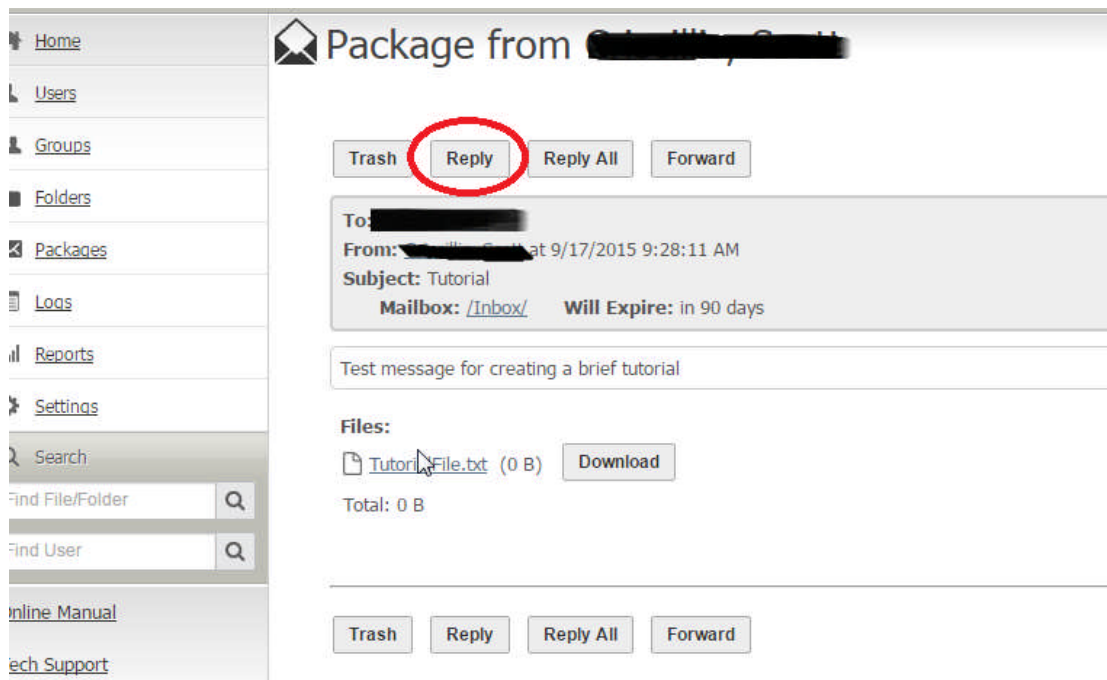 Home
Users
Groups
Folders
Packages
Logs
Reports
Settings
Search
Find File/Folder
Find User
Online Manual
Tech Support
Package from
Trash Reply Reply All Forward
To:
From: at 9/17/2015 9:28:11 AM
Subject: Tutorial
Mailbox: /Inbox/ Will Expire: in 90 days
Test message for creating a brief tutorial
Files:
TutorialFile.txt (0 B) Download
Total: 0 B
Trash Reply Reply All Forward